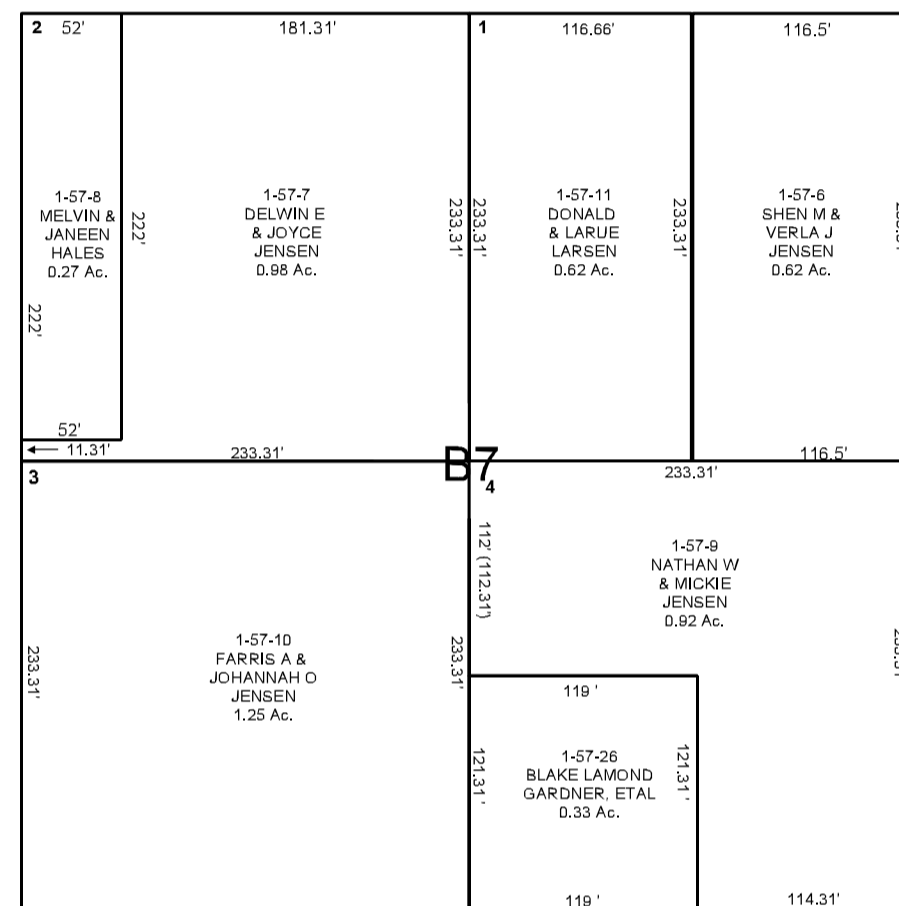 2 52' 181.31' 1 116.66' 116.5'
1-57-8
MELVIN &
JANEEN
HALES
0.27 Ac.
222'
222'
52'
11.31'
1-57-7
DELWIN E
& JOYCE
JENSEN
0.98 Ac.
233.31'
233.31'
233.31'
1-57-11
DONALD
& LARUE
LARSEN
0.62 Ac.
233.31'
1-57-6
SHEN M &
VERLA J
JENSEN
0.62 Ac.
116.5'
B7
3
233.31'
1-57-10
FARRIS A &
JOHANNAH O
JENSEN
1.25 Ac.
233.31'
4
233.31'
112' (112.31')
1-57-9
NATHAN W
& MICKIE
JENSEN
0.92 Ac.
119 '
121.31 '
1-57-26
BLAKE LAMOND
GARDNER, ETAL
0.33 Ac.
121.31 '
119 '
114.31'